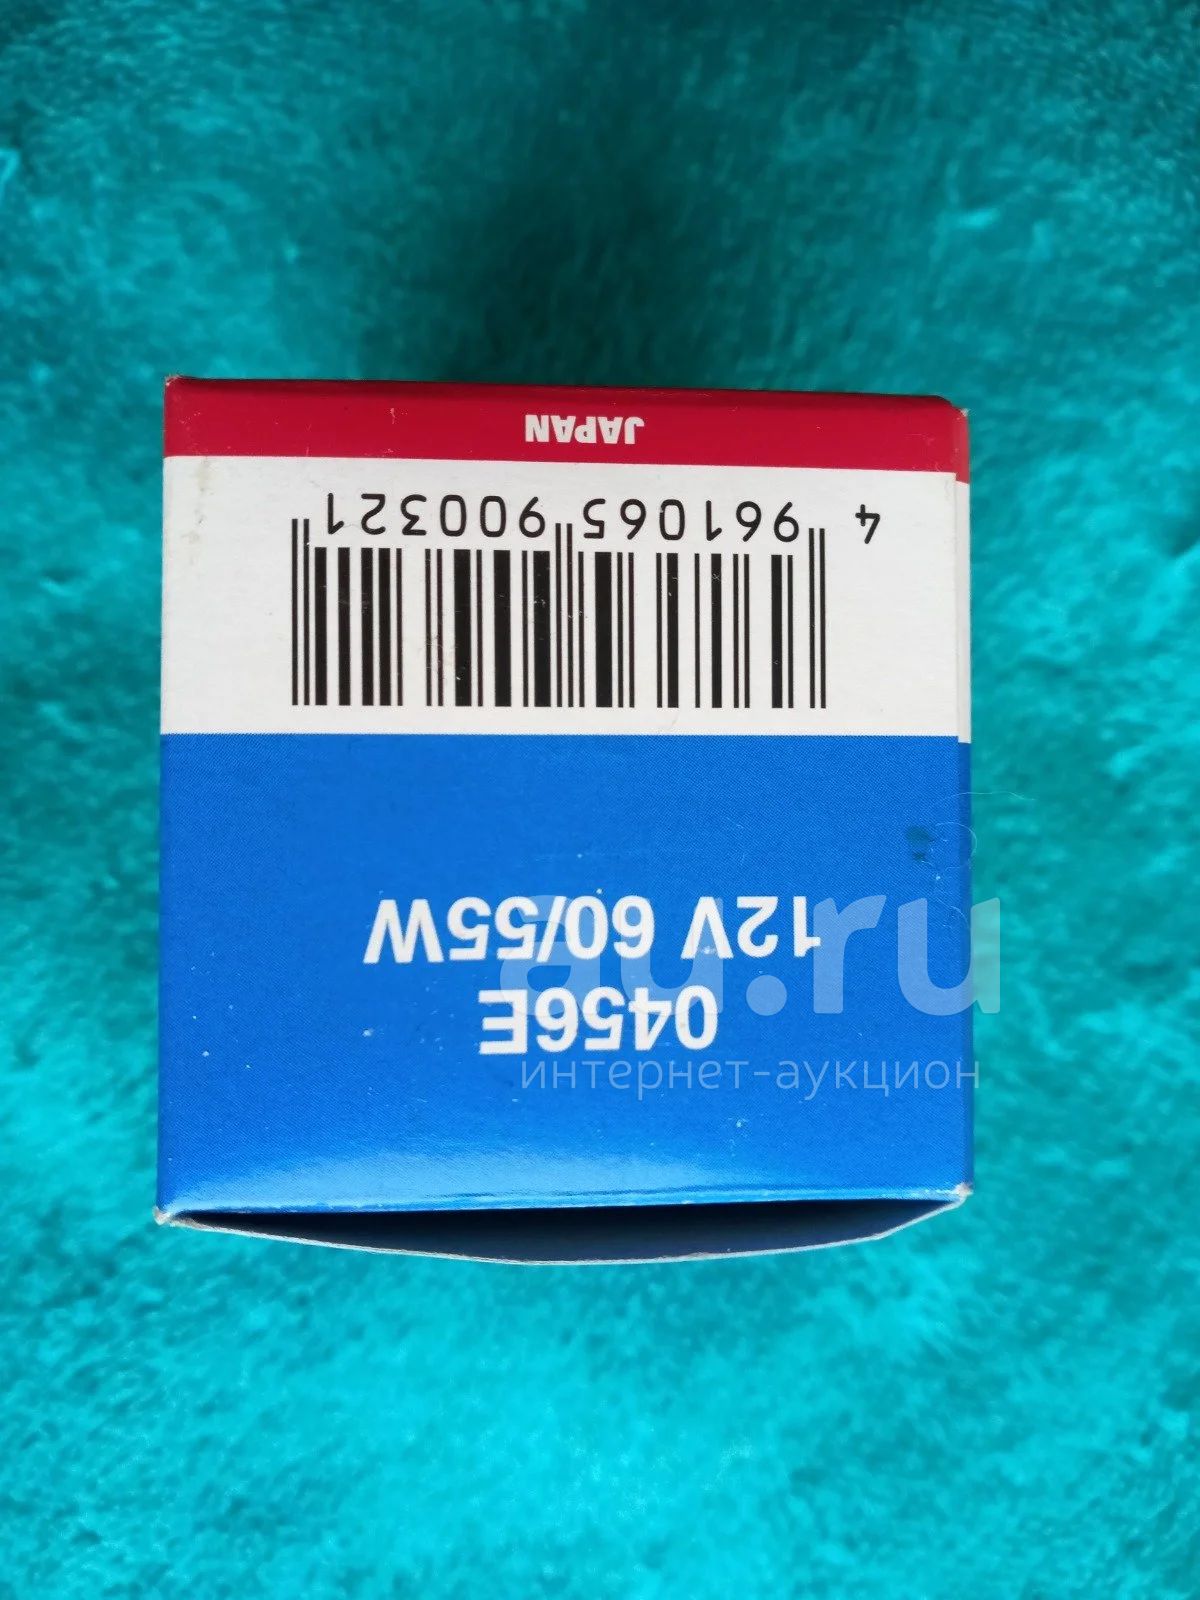 0456E
12V 60/55W
4 961065 900321
JAPAN
au.ru
интернет-аукцион